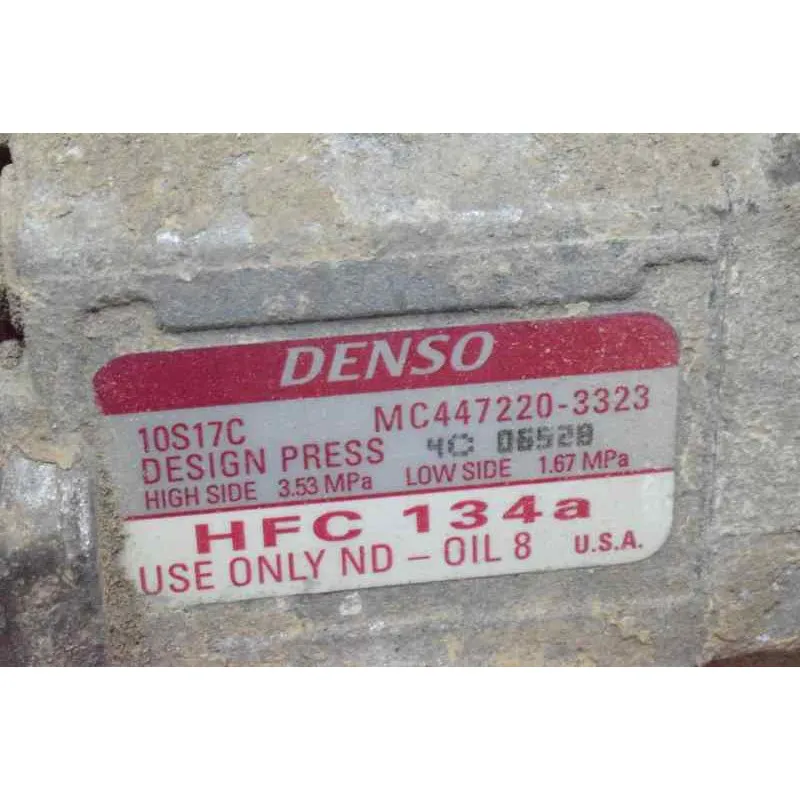 DENSO
10S17C MC447220-3323
DESIGN PRESS 4C 06528
HIGH SIDE 3.53 MPa LOW SIDE 1.67 MPa
HFC 134a
USE ONLY ND-OIL 8 U.S.A.